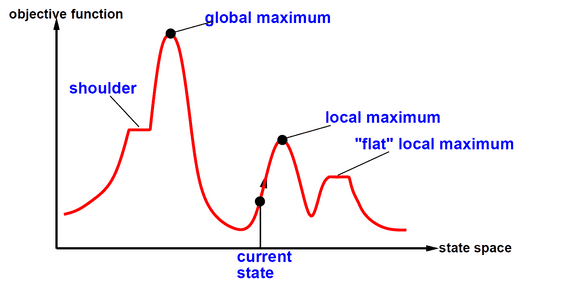 objective function
global maximum
shoulder
local maximum
"flat" local maximum
current
state
state space